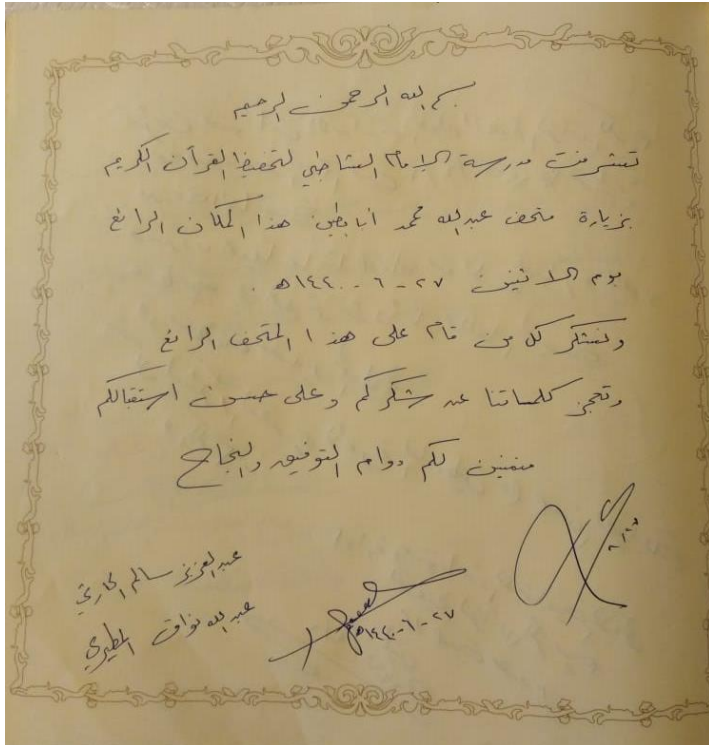 بسم الله الرحمن الرحيم
تشرفت مدرسة الإمام الشاطبي لتحفيظ القرآن الكريم
بزيارة متحف عبدالله محمد أبابطين هذا المكان الرائع
يوم الاثنين ٢٧ - ٦ - ١٤٤٠هـ .
ونشكر كل من قام على هذا المتحف الرائع
وتعجز كلماتنا عن شكركم وعلى حسن استقبالكم
متمنين لكم دوام التوفيق والنجاح
عبدالعزيز سالم الحارثي
عبدالله نواف المطيري
٢٧ - ٦ - ١٤٤٠هـ